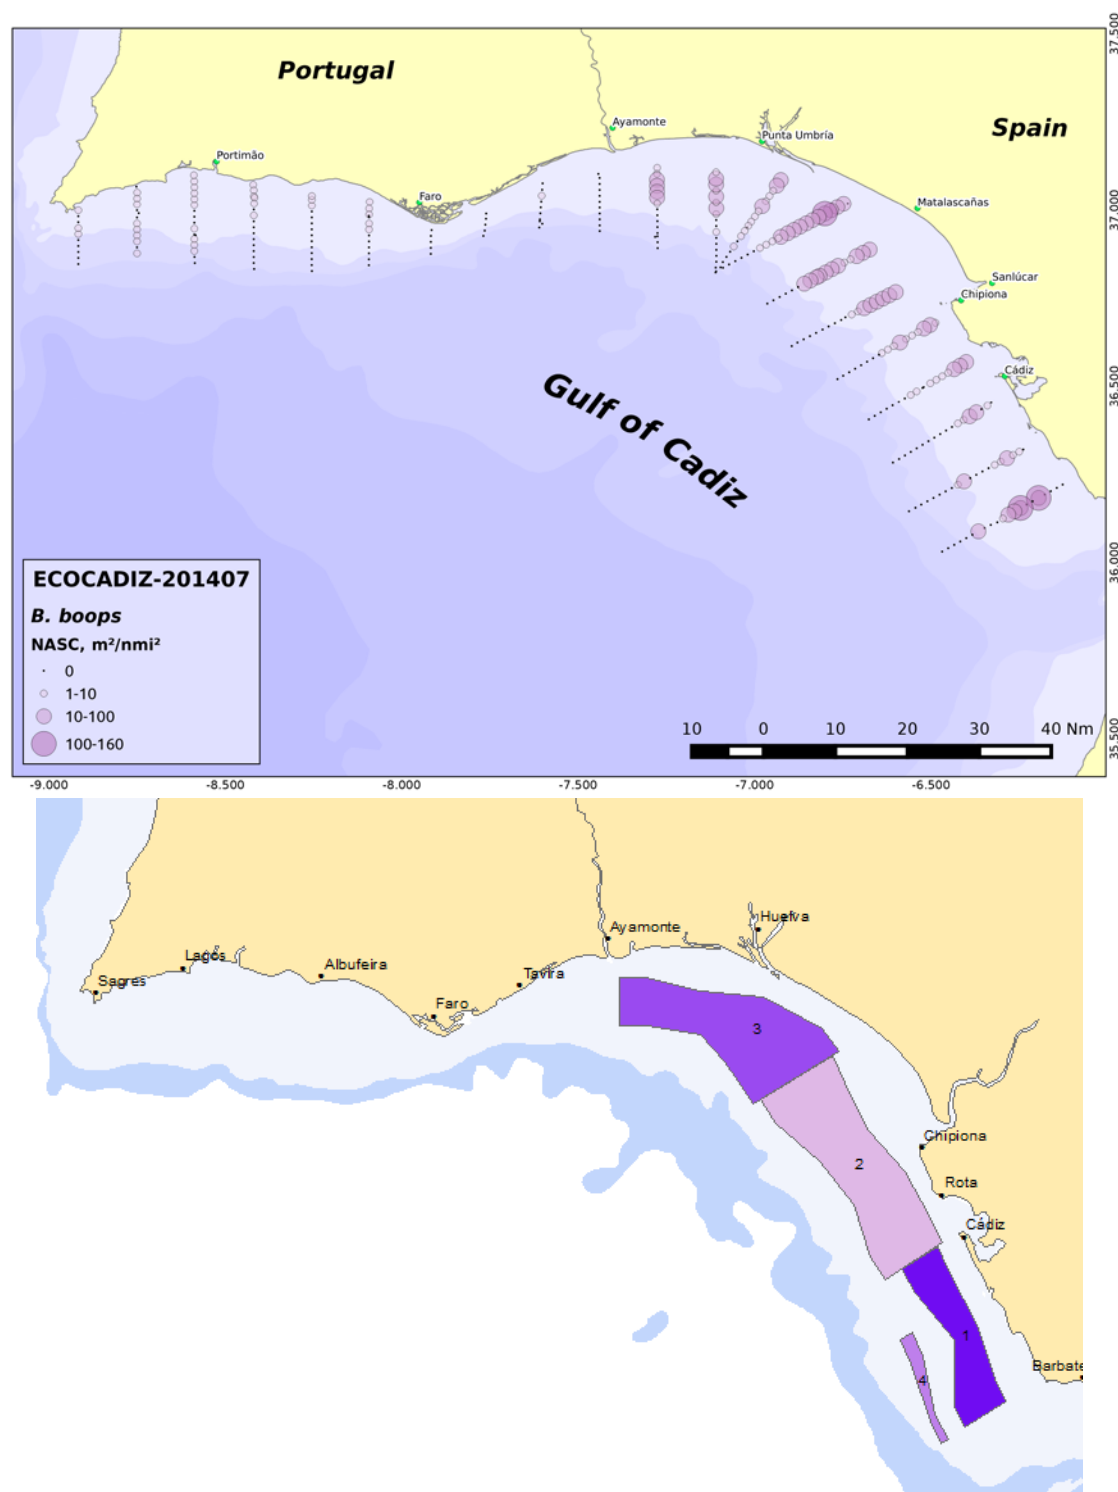 Portugal
Spain
Ayamonte
Punta Umbría
Portimão
Faro
Matalascañas
Sanlúcar
Chipiona
Cádiz
Gulf of Cadiz
37.500
37.000
36.500
36.000
35.500
ECOCADIZ-201407
B. boops
NASC, m²/nmi²
0
1-10
10-100
100-160
10 0 10 20 30 40 Nm
-9.000 -8.500 -8.000 -7.500 -7.000 -6.500
Huelva
Ayamonte
Lagos
Albufeira
Tavira
Sagres
Faro
3
Chipiona
2
Rota
Cádiz
1
Barbate
4